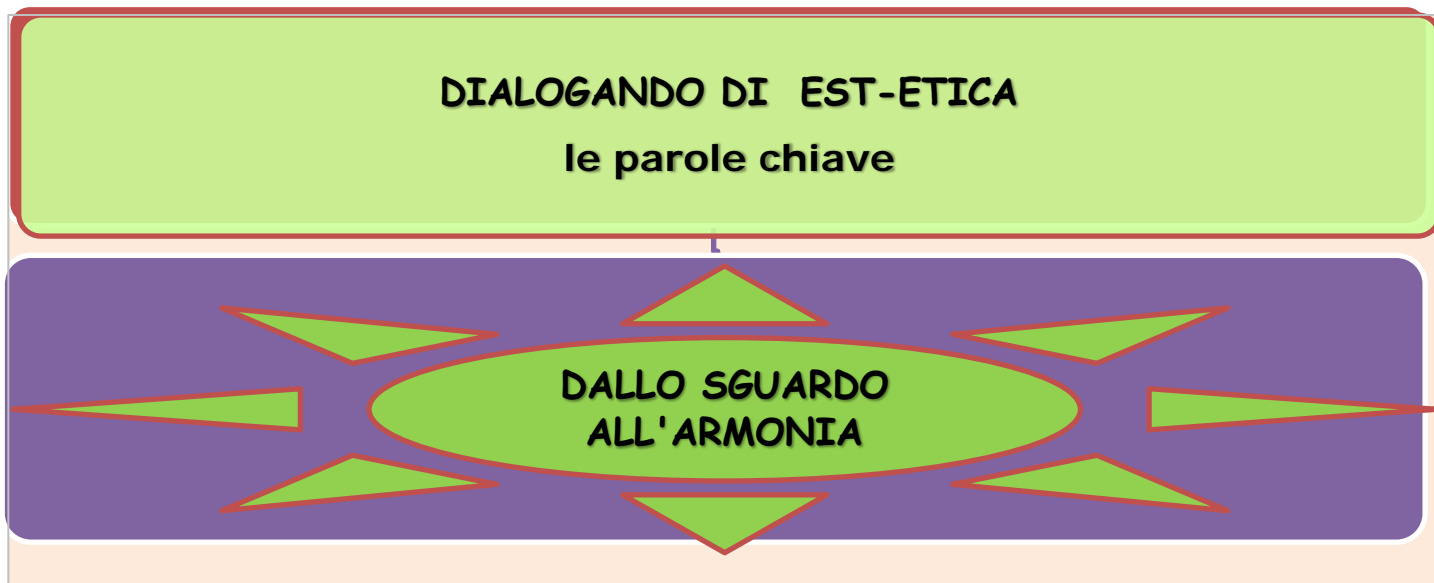 DIALOGANDO DI EST-ETICA
le parole chiave
DALLO SGUARDO
ALL'ARMONIA